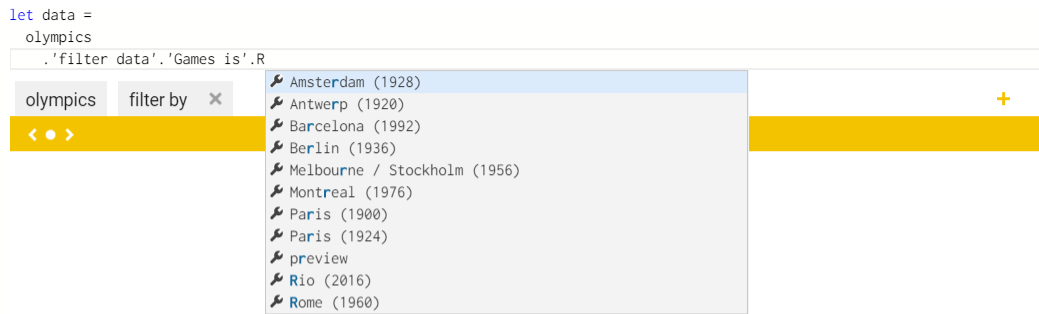 let data =
olympics
.'filter data'.'Games is'.R
Amsterdam (1928)
olympics filter by × +
Antwerp (1920)
Barcelona (1992)
Berlin (1936)
Melbourne / Stockholm (1956)
Montreal (1976)
Paris (1900)
Paris (1924)
preview
Rio (2016)
Rome (1960)